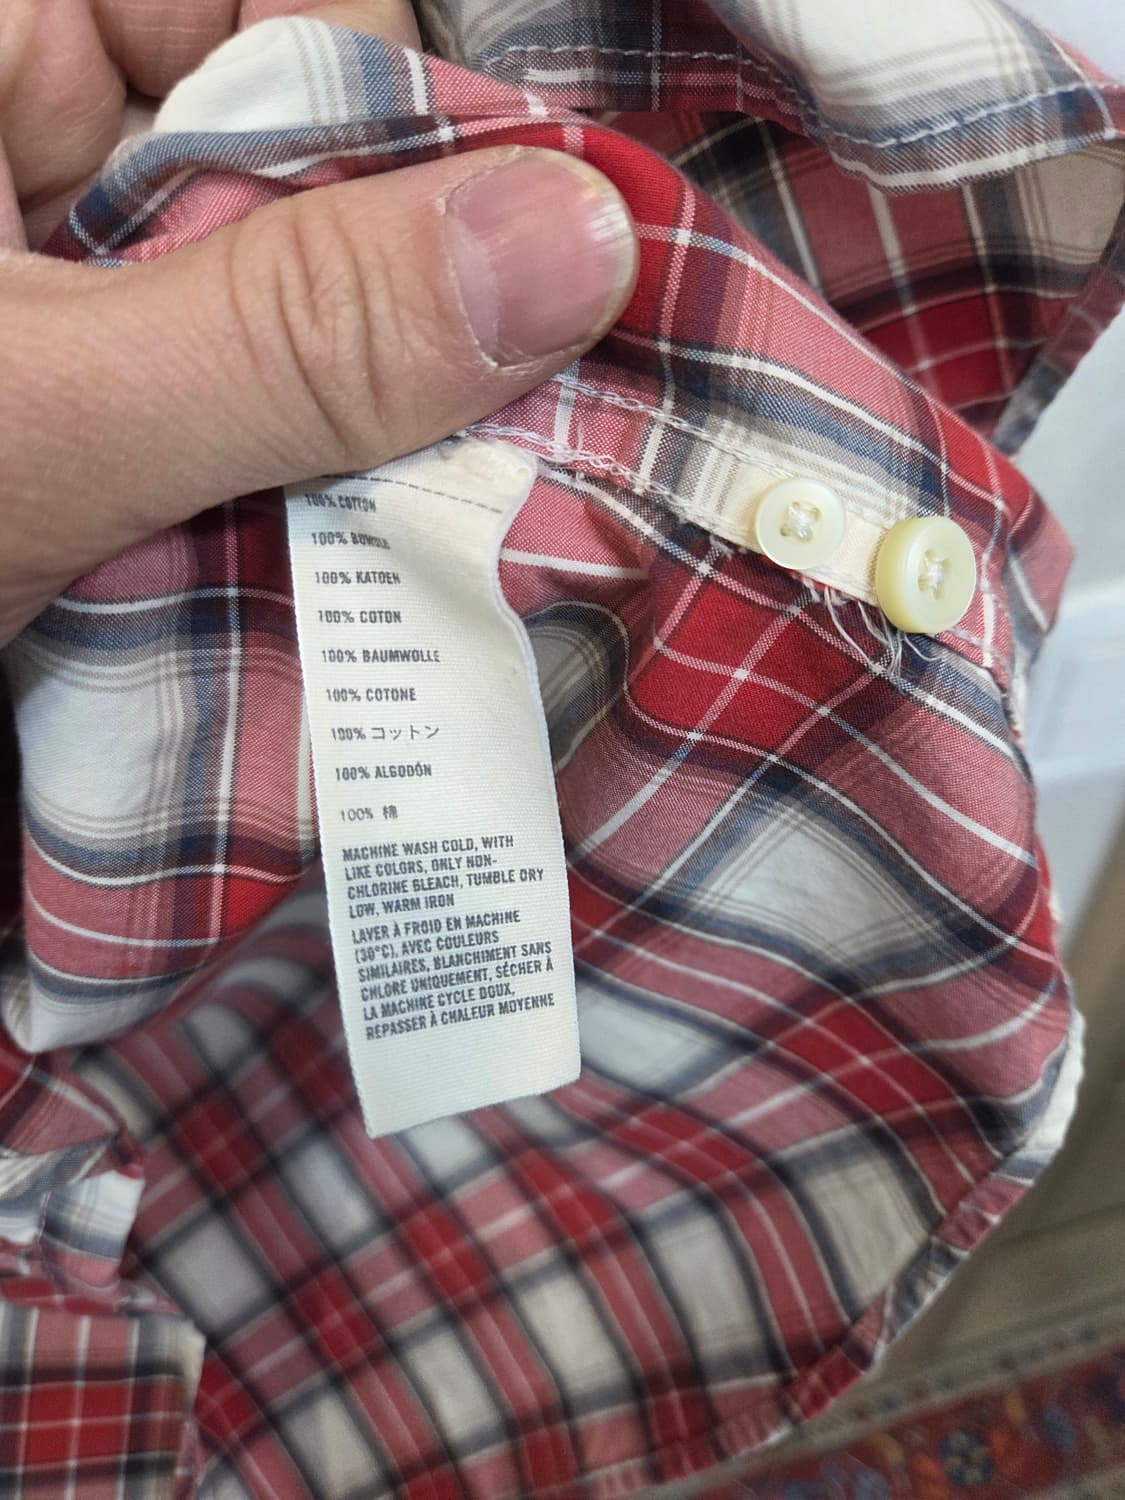 100% COTTON
100% BOMULL
100% KATOEN
100% COTON
100% BAUMWOLLE
100% COTONE
100% コットン
100% ALGODÓN
100% 棉
MACHINE WASH COLD, WITH
LIKE COLORS, ONLY NON-
CHLORINE BLEACH, TUMBLE DRY
LOW, WARM IRON
LAVER À FROID EN MACHINE
(30°C), AVEC COULEURS
SIMILAIRES, BLANCHIMENT SANS
CHLORE UNIQUEMENT, SÉCHER À
LA MACHINE CYCLE DOUX,
REPASSER À CHALEUR MOYENNE